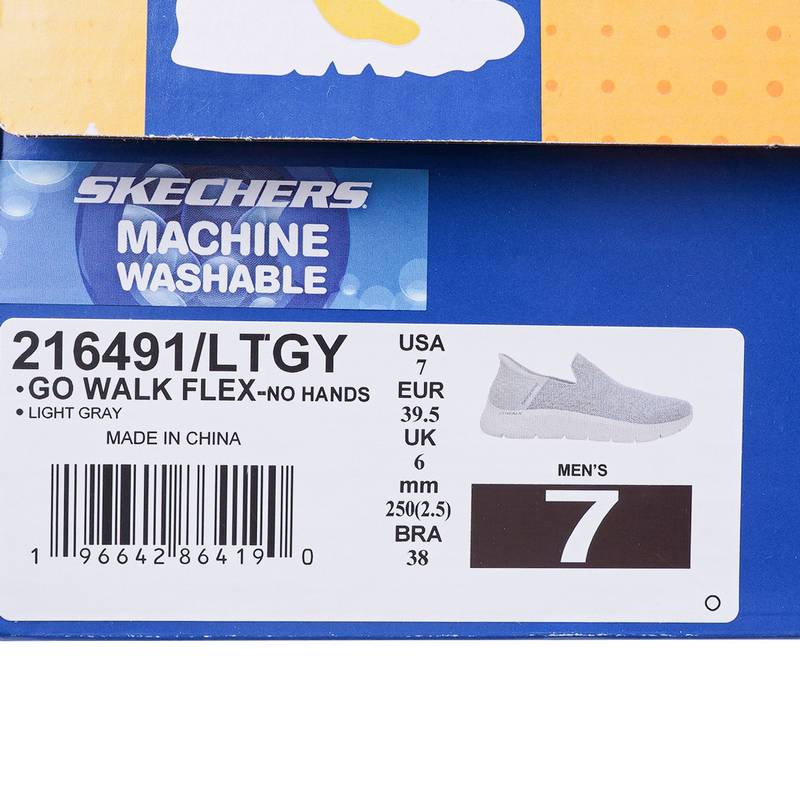 SKECHERS
MACHINE
WASHABLE
216491/LTGY
•GO WALK FLEX-NO HANDS
• LIGHT GRAY
MADE IN CHINA
1 96642 86419 0
USA
7
EUR
39.5
UK
6
mm
250(2.5)
BRA
38
MEN'S
7